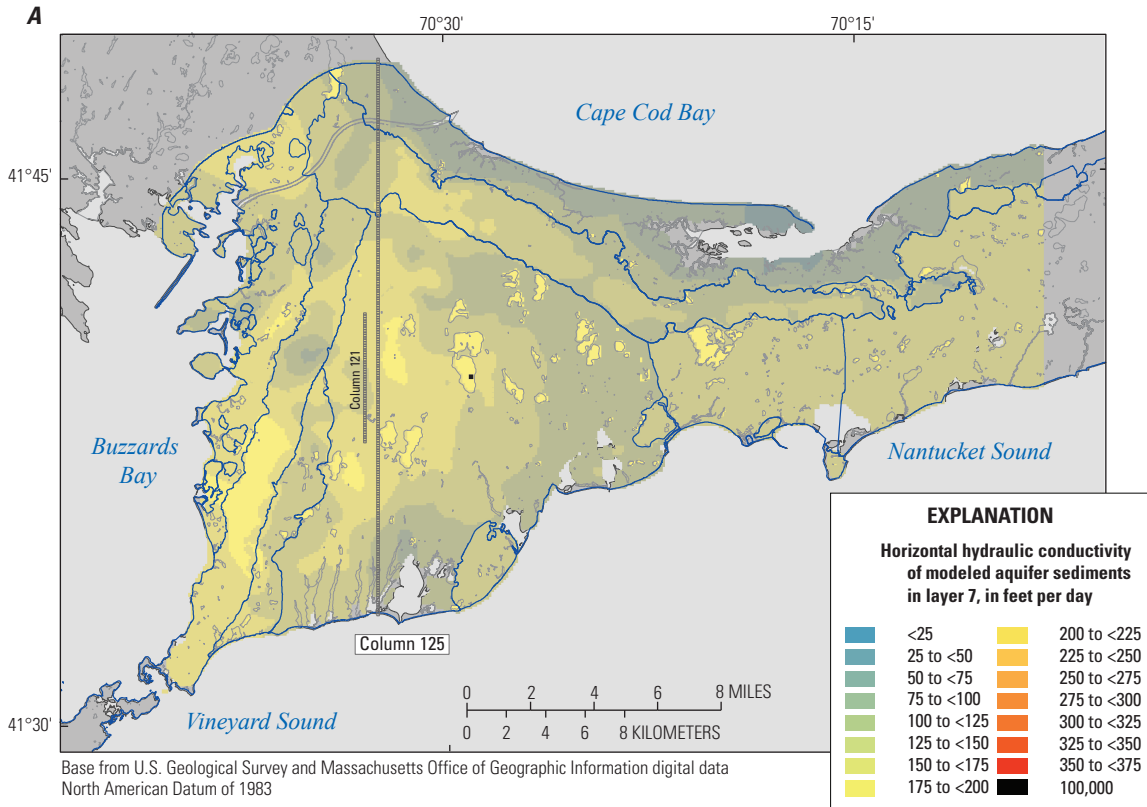 A
70°30'
70°15'
Cape Cod Bay
41°45'
Column 121
Buzzards
Bay
Nantucket Sound
Column 125
Vineyard Sound
41°30'
0 2 4 6 8 MILES
0 2 4 6 8 KILOMETERS
EXPLANATION
Horizontal hydraulic conductivity
of modeled aquifer sediments
in layer 7, in feet per day
<25 200 to <225
25 to <50 225 to <250
50 to <75 250 to <275
75 to <100 275 to <300
100 to <125 300 to <325
125 to <150 325 to <350
150 to <175 350 to <375
175 to <200 100,000
Base from U.S. Geological Survey and Massachusetts Office of Geographic Information digital data
North American Datum of 1983